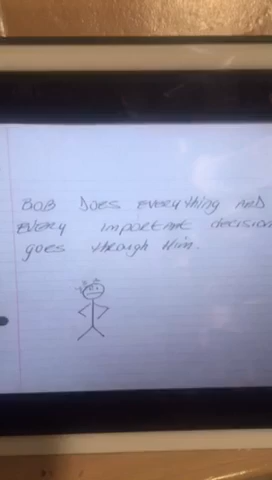 BOB DOES EVERYthing AND
EVERY IMPORtANt decision
goes through Him.